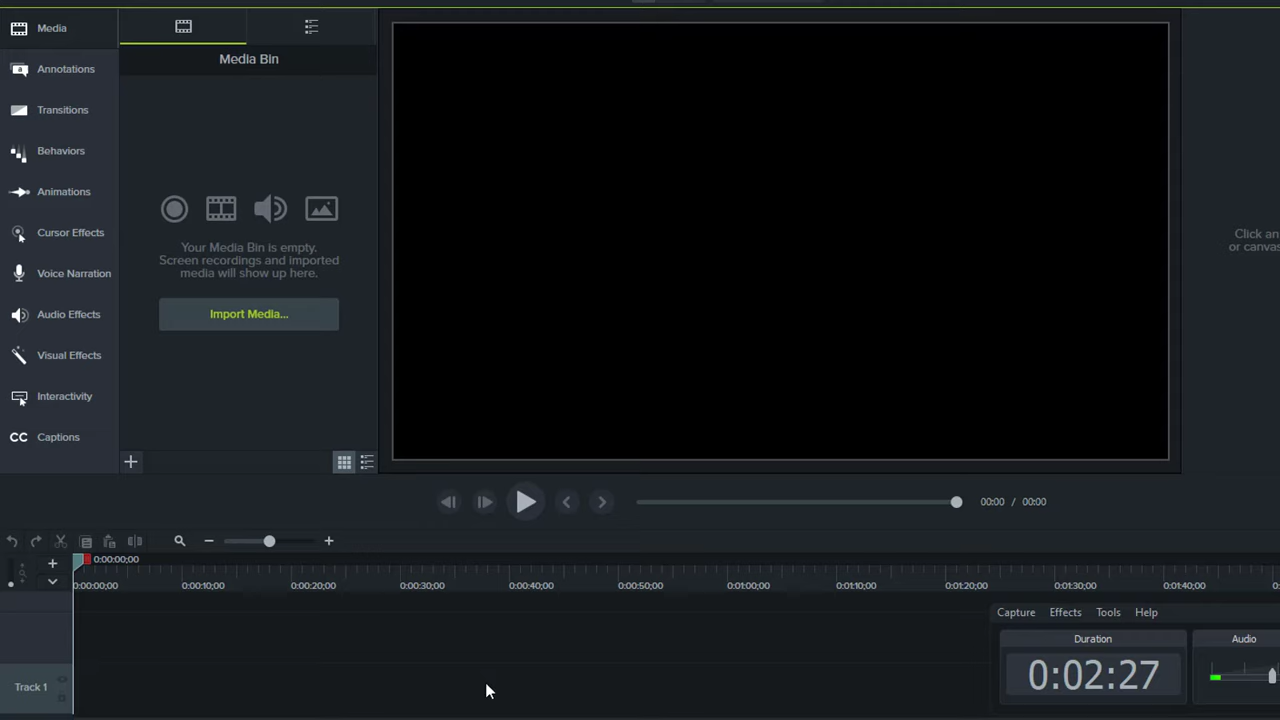 Media
Annotations
Transitions
Behaviors
Animations
Cursor Effects
Voice Narration
Audio Effects
Visual Effects
Interactivity
CC Captions
Media Bin
Your Media Bin is empty.
Screen recordings and imported
media will show up here.
Import Media...
Click an
or canvas
00:00 / 00:00
0:00:00;00
0:00:00;00 0:00:10;00 0:00:20;00 0:00:30;00 0:00:40;00 0:00:50;00 0:01:00;00 0:01:10;00 0:01:20;00 0:01:30;00 0:01:40;00
Track 1
Capture Effects Tools Help
Duration Audio
0:02:27